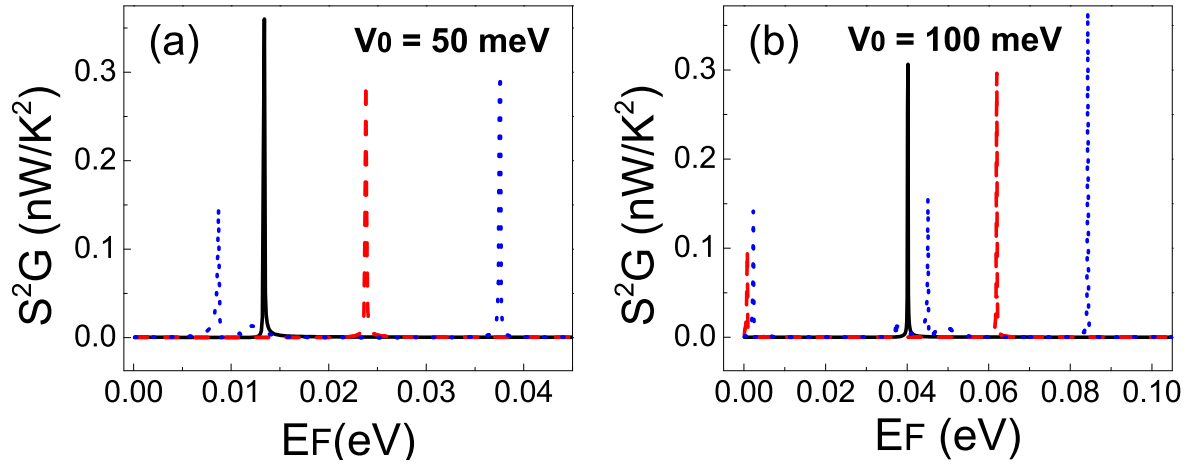 (a) V0 = 50 meV
S²G (nW/K²)
0.3
0.2
0.1
0.0
0.00 0.01 0.02 0.03 0.04
EF(eV)
(b) V0 = 100 meV
S²G (nW/K²)
0.3
0.2
0.1
0.0
0.00 0.02 0.04 0.06 0.08 0.10
EF (eV)